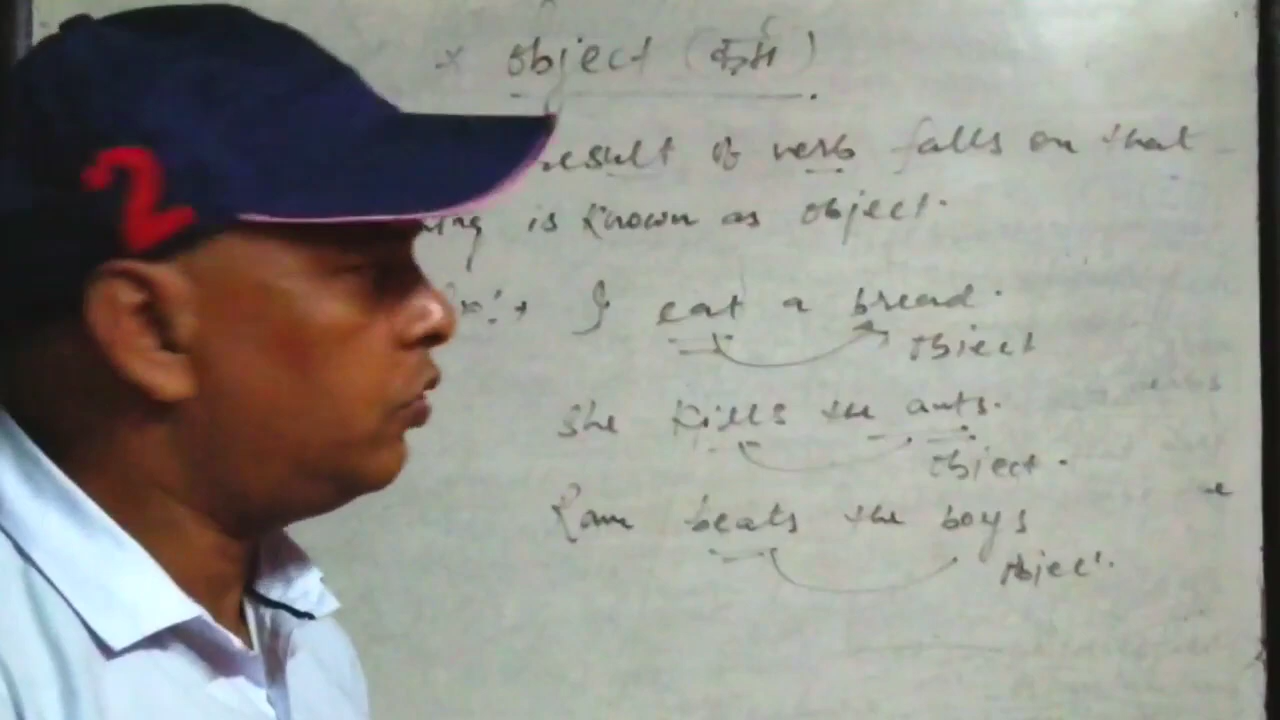 2
* object (कर्म)
result of verb falls on that
is known as object.
I eat a bread.
object
She kills the ants.
object.
Ram beats the boys
object.